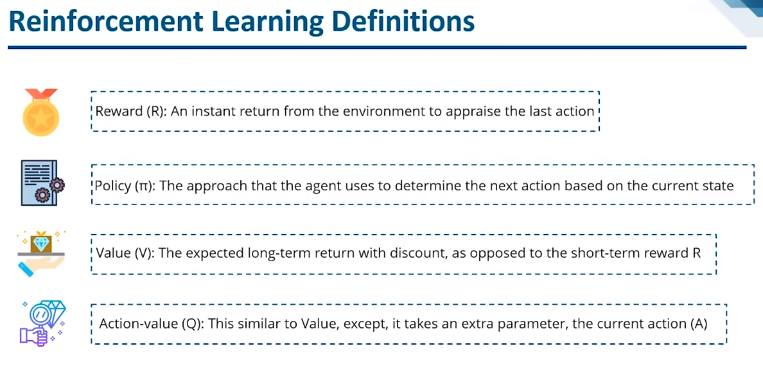 Reinforcement Learning Definitions
Reward (R): An instant return from the environment to appraise the last action
Policy (π): The approach that the agent uses to determine the next action based on the current state
Value (V): The expected long-term return with discount, as opposed to the short-term reward R
Action-value (Q): This similar to Value, except, it takes an extra parameter, the current action (A)